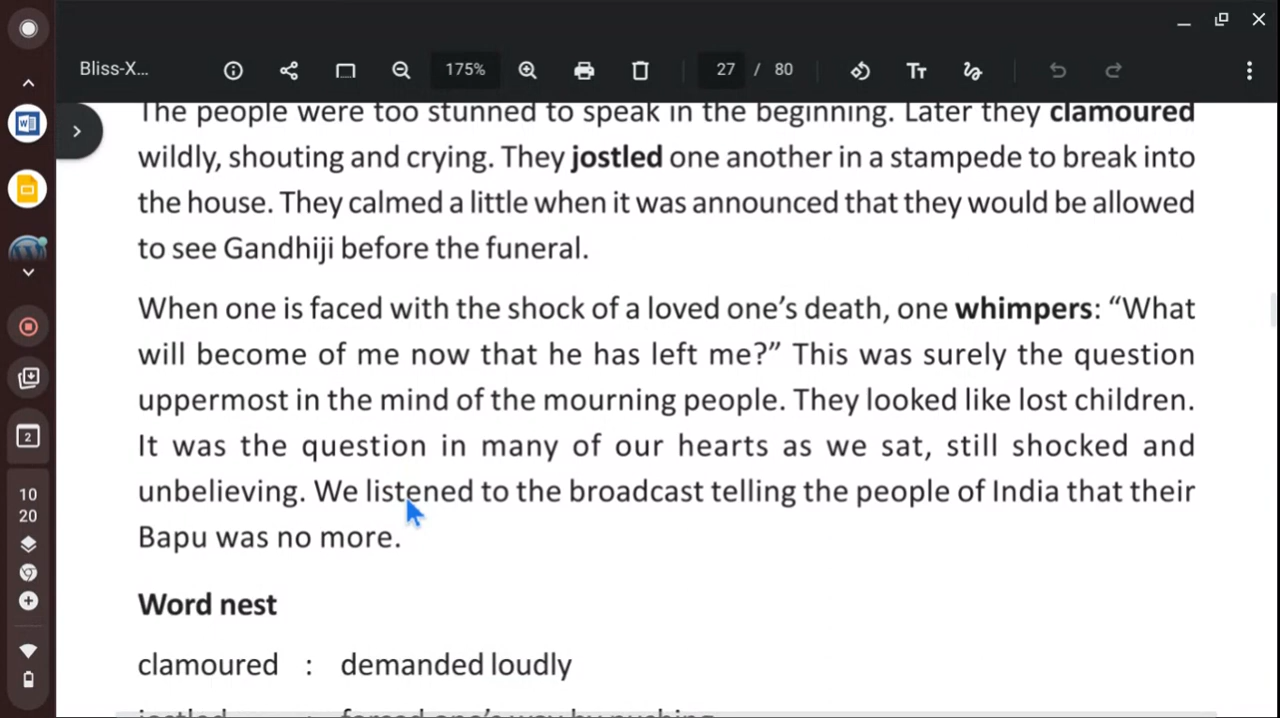 Bliss-X...
175%
27 / 80
The people were too stunned to speak in the beginning. Later they clamoured
wildly, shouting and crying. They jostled one another in a stampede to break into
the house. They calmed a little when it was announced that they would be allowed
to see Gandhiji before the funeral.
When one is faced with the shock of a loved one’s death, one whimpers: “What
will become of me now that he has left me?” This was surely the question
uppermost in the mind of the mourning people. They looked like lost children.
It was the question in many of our hearts as we sat, still shocked and
unbelieving. We listened to the broadcast telling the people of India that their
Bapu was no more.
Word nest
clamoured : demanded loudly
jostled : forced one’s way by pushing
2
10
20